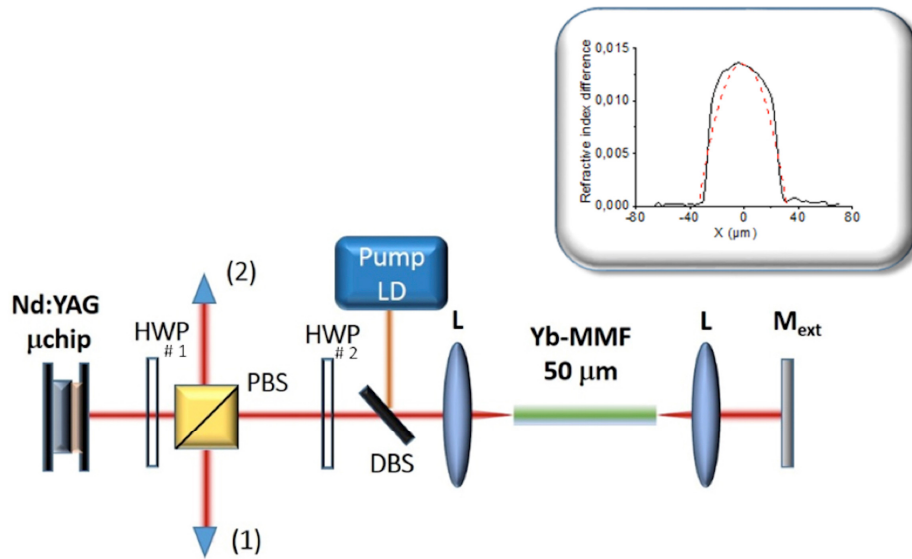 Refractive index difference
0,015
0,010
0,005
0,000
-80
-40
0
40
80
X (µm)
Nd:YAG
µchip
HWP
# 1
(2)
PBS
(1)
HWP
# 2
Pump
LD
DBS
L
Yb-MMF
50 µm
L
Mext